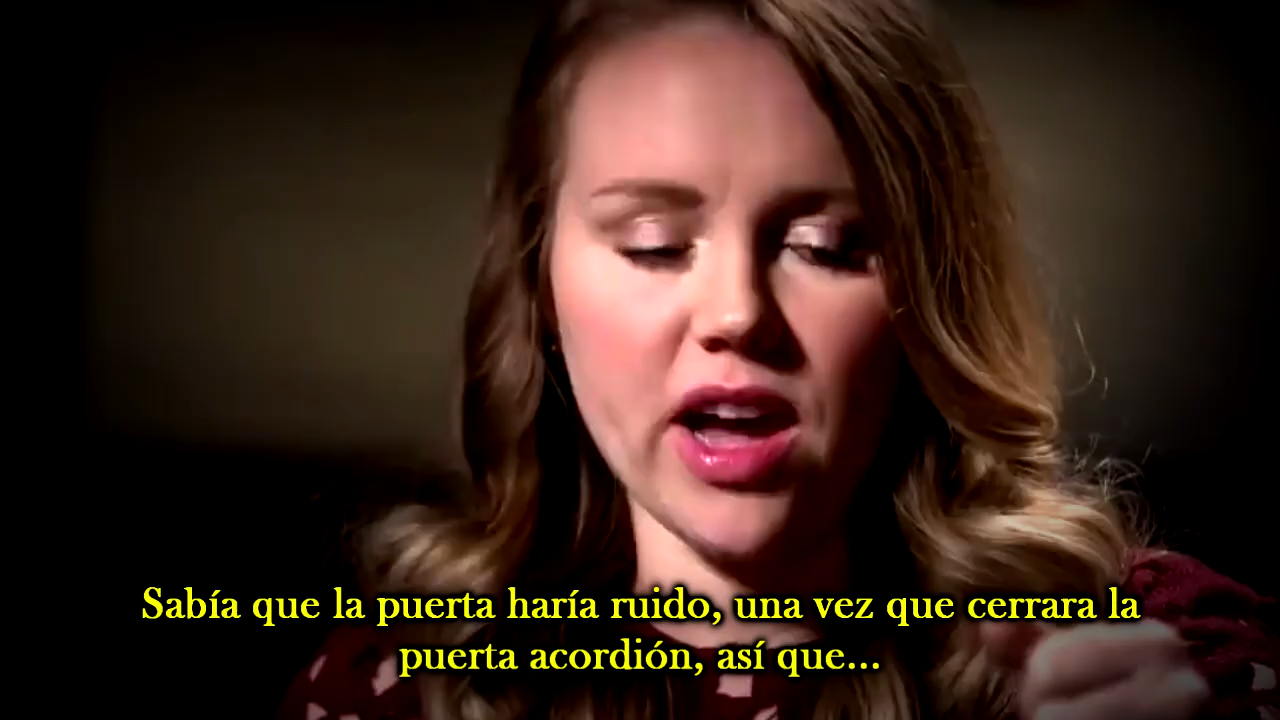 Sabía que la puerta haría ruido, una vez que cerrara la
puerta acordión, así que...